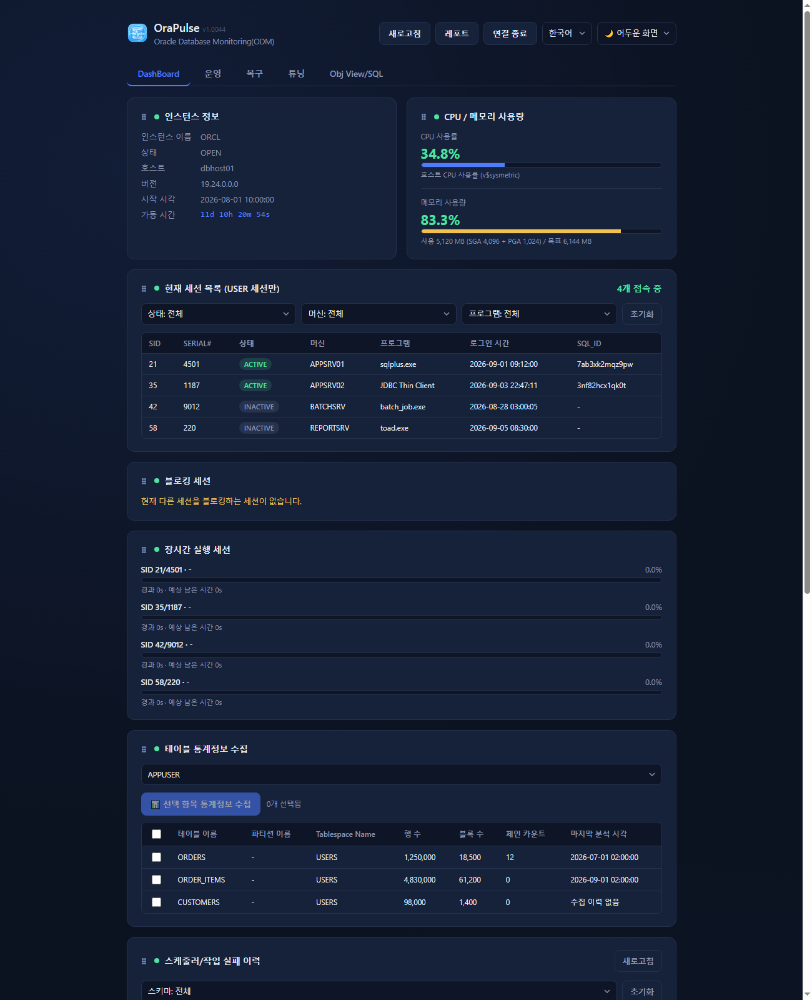 OraPulse v1.0044
Oracle Database Monitoring(ODM)
새로고침
레포트
연결 종료
한국어
🌙 어두운 화면
DashBoard
운영
복구
튜닝
Obj View/SQL
인스턴스 정보
인스턴스 이름 ORCL
상태 OPEN
호스트 dbhost01
버전 19.24.0.0.0
시작 시각 2026-08-01 10:00:00
가동 시간 11d 10h 20m 54s
CPU / 메모리 사용량
CPU 사용률
34.8%
호스트 CPU 사용률 (v$sysmetric)
메모리 사용량
83.3%
사용 5,120 MB (SGA 4,096 + PGA 1,024) / 목표 6,144 MB
현재 세션 목록 (USER 세션만)
4개 접속 중
상태: 전체
머신: 전체
프로그램: 전체
초기화
SID SERIAL# 상태 머신 프로그램 로그인 시간 SQL_ID
21 4501 ACTIVE APPSRV01 sqlplus.exe 2026-09-01 09:12:00 7ab3xk2mqz9pw
35 1187 ACTIVE APPSRV02 JDBC Thin Client 2026-09-03 22:47:11 3nf82hcx1qk0t
42 9012 INACTIVE BATCHSRV batch_job.exe 2026-08-28 03:00:05 -
58 220 INACTIVE REPORTSRV toad.exe 2026-09-05 08:30:00 -
블로킹 세션
현재 다른 세션을 블로킹하는 세션이 없습니다.
장시간 실행 세션
SID 21/4501 · - 0.0%
경과 0s · 예상 남은 시간 0s
SID 35/1187 · - 0.0%
경과 0s · 예상 남은 시간 0s
SID 42/9012 · - 0.0%
경과 0s · 예상 남은 시간 0s
SID 58/220 · - 0.0%
경과 0s · 예상 남은 시간 0s
테이블 통계정보 수집
APPUSER
📊 선택 항목 통계정보 수집
0개 선택됨
테이블 이름 파티션 이름 Tablespace Name 행 수 블록 수 체인 카운트 마지막 분석 시각
ORDERS - USERS 1,250,000 18,500 12 2026-07-01 02:00:00
ORDER_ITEMS - USERS 4,830,000 61,200 0 2026-09-01 02:00:00
CUSTOMERS - USERS 98,000 1,400 0 수집 이력 없음
스케줄러/작업 실패 이력
새로고침
스키마: 전체
초기화